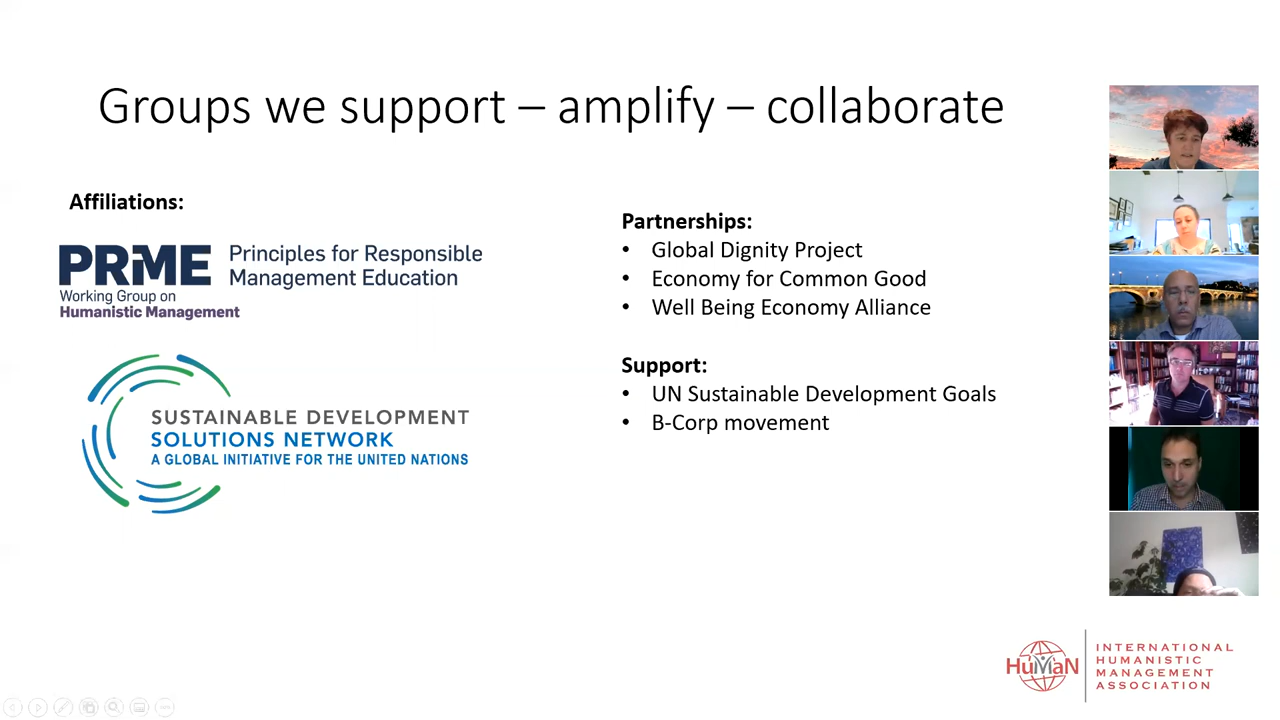 Groups we support – amplify – collaborate
Affiliations:
PRME Principles for Responsible
Management Education
Working Group on
Humanistic Management
SUSTAINABLE DEVELOPMENT
SOLUTIONS NETWORK
A GLOBAL INITIATIVE FOR THE UNITED NATIONS
Partnerships:
• Global Dignity Project
• Economy for Common Good
• Well Being Economy Alliance
Support:
• UN Sustainable Development Goals
• B-Corp movement
HuMaN
INTERNATIONAL
HUMANISTIC
MANAGEMENT
ASSOCIATION